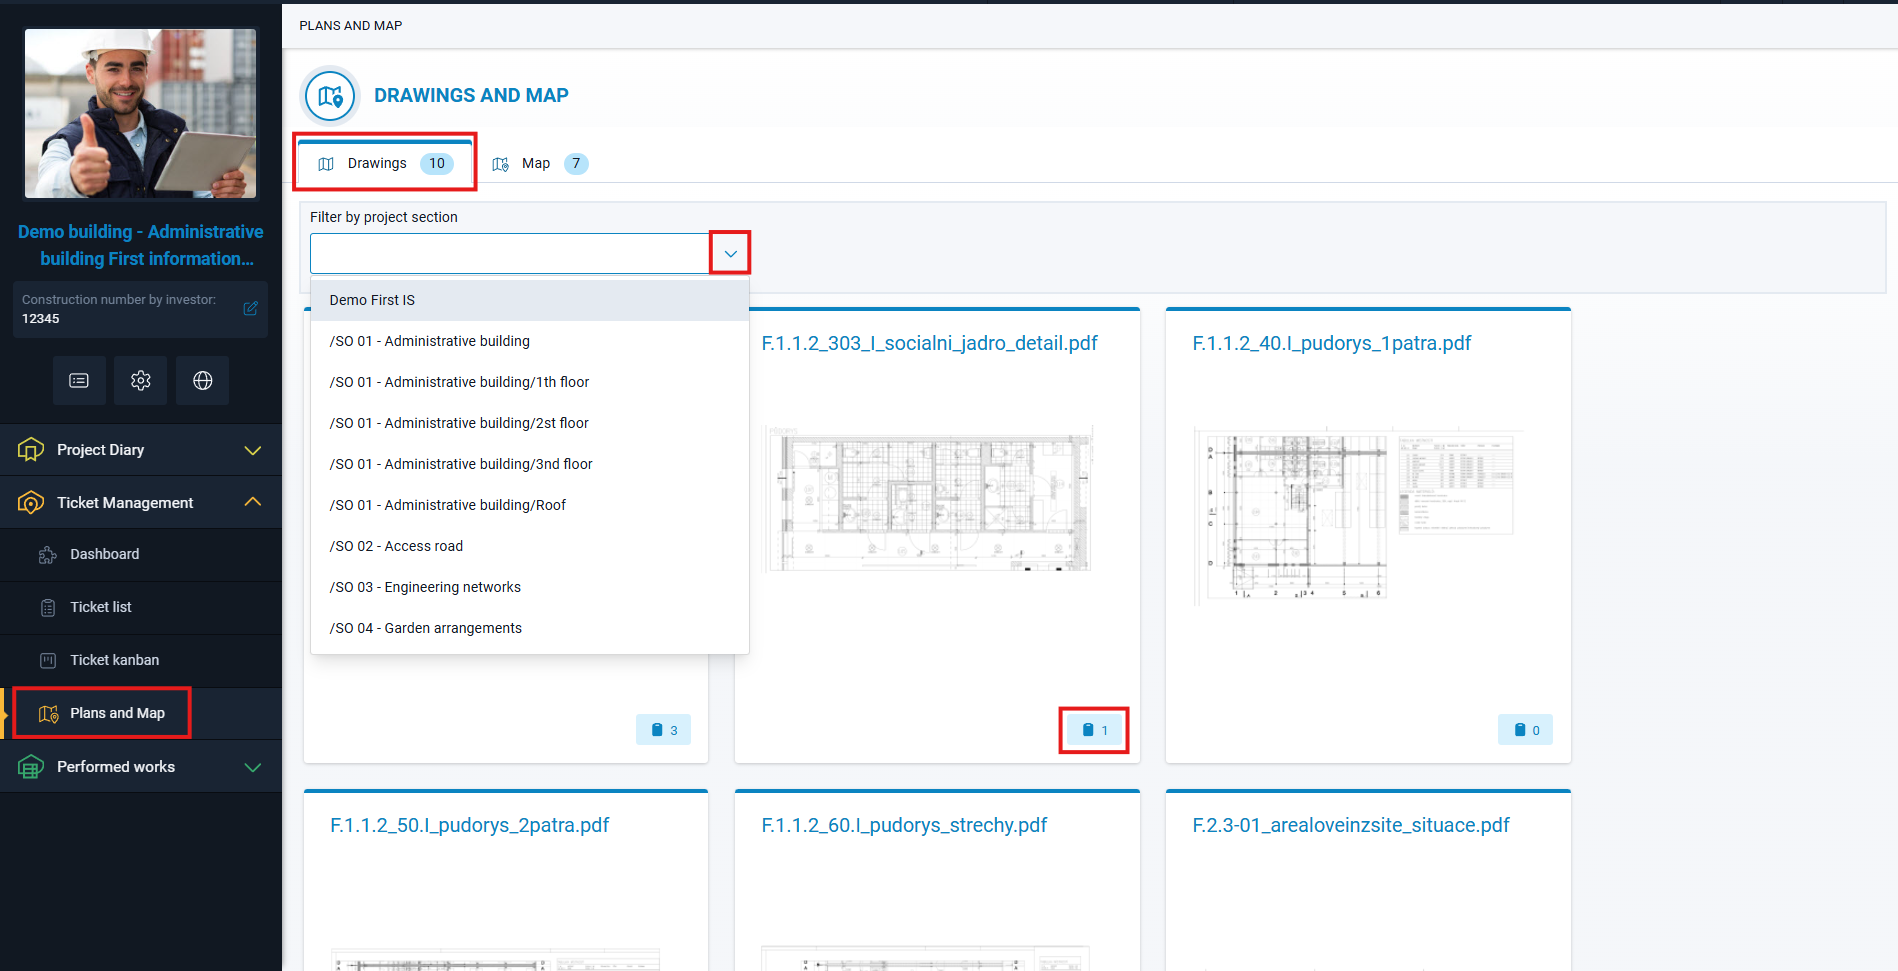 Demo building - Administrative
building First information...
Construction number by investor:
12345
Project Diary
Ticket Management
Dashboard
Ticket list
Ticket kanban
Plans and Map
Performed works
PLANS AND MAP
DRAWINGS AND MAP
Drawings 10 Map 7
Filter by project section
Demo First IS
/SO 01 - Administrative building
/SO 01 - Administrative building/1th floor
/SO 01 - Administrative building/2st floor
/SO 01 - Administrative building/3nd floor
/SO 01 - Administrative building/Roof
/SO 02 - Access road
/SO 03 - Engineering networks
/SO 04 - Garden arrangements
3
F.1.1.2_303_I_socialni_jadro_detail.pdf
PŮDORYS
1
F.1.1.2_40.I_pudorys_1patra.pdf
0
F.1.1.2_50.I_pudorys_2patra.pdf
F.1.1.2_60.I_pudorys_strechy.pdf
F.2.3-01_arealoveinzsite_situace.pdf